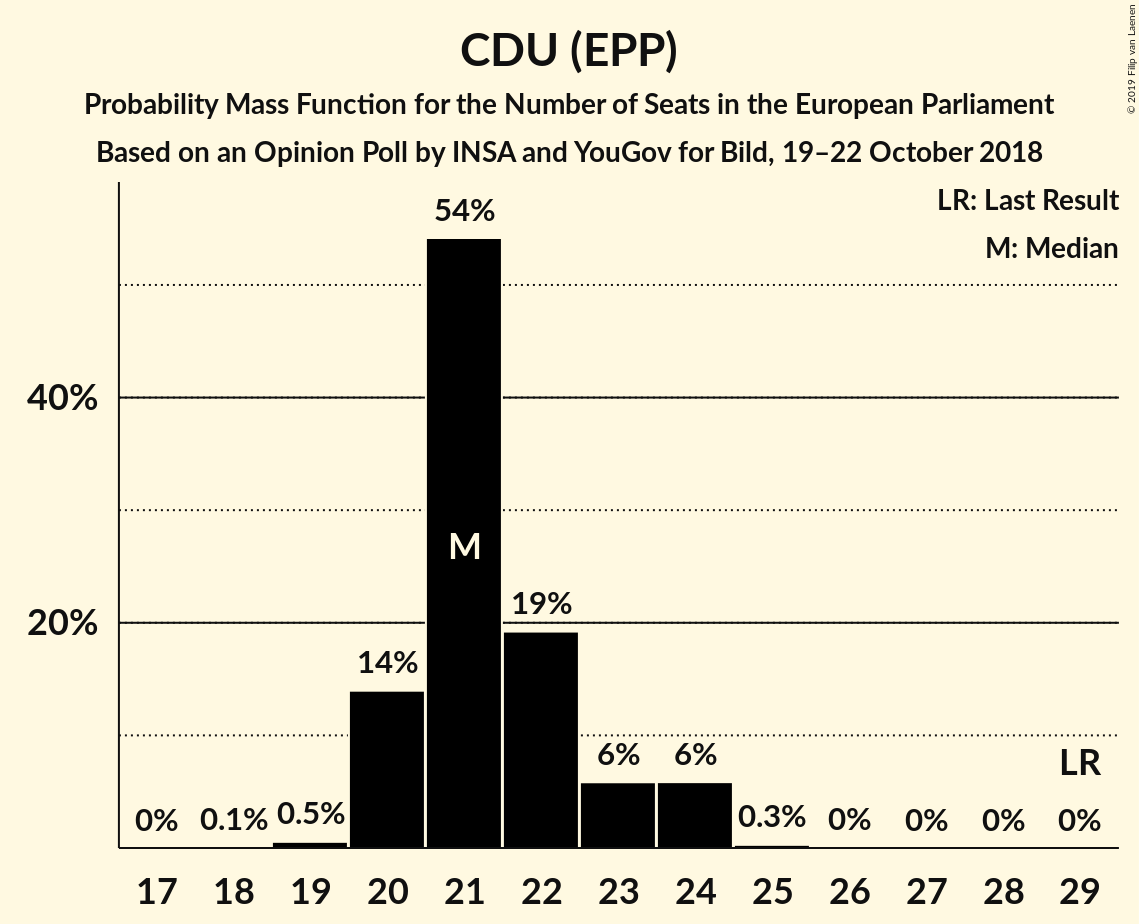 CDU (EPP)
Probability Mass Function for the Number of Seats in the European Parliament
Based on an Opinion Poll by INSA and YouGov for Bild, 19–22 October 2018
© 2019 Filip van Laenen
LR: Last Result
M: Median
54%
40%
M
19%
20%
14%
6% 6%
LR
0% 0.1% 0.5% 0.3% 0% 0% 0% 0%
17 18 19 20 21 22 23 24 25 26 27 28 29